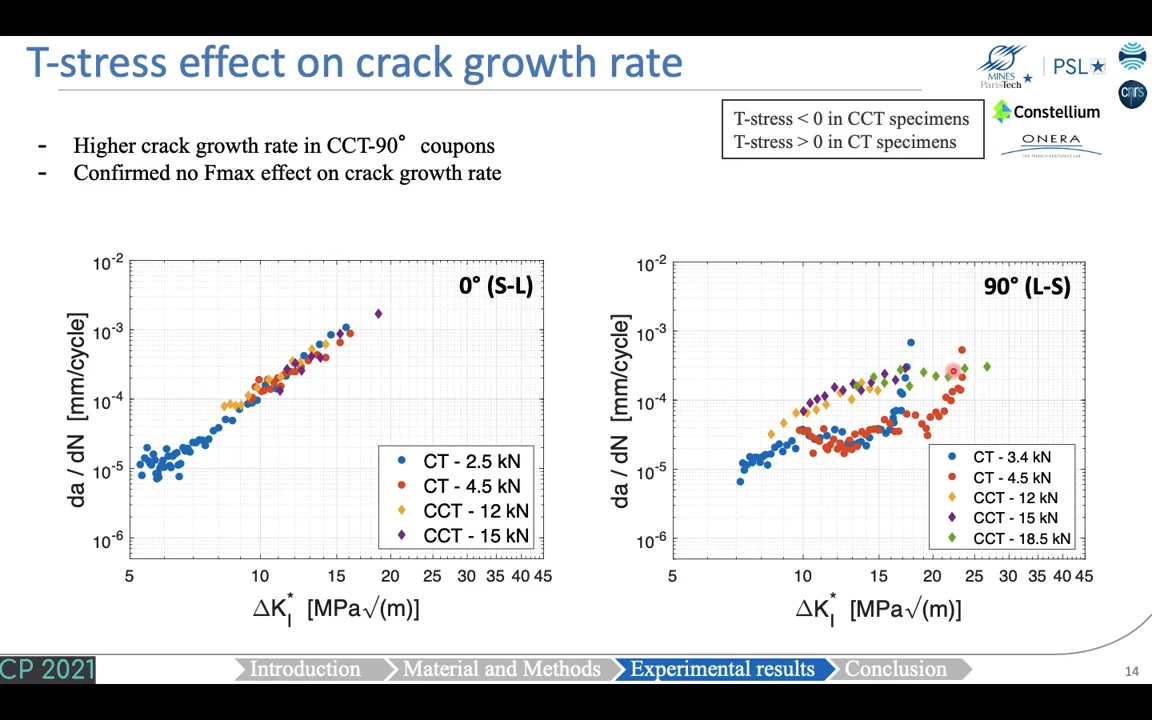 T-stress effect on crack growth rate
MINES
ParisTech
PSL
cnrs
Constellium
ONERA
THE FRENCH AEROSPACE LAB
T-stress < 0 in CCT specimens
T-stress > 0 in CT specimens
- Higher crack growth rate in CCT-90° coupons
- Confirmed no Fmax effect on crack growth rate
0° (S-L)
10-2
10-3
10-4
10-5
10-6
da / dN [mm/cycle]
CT - 2.5 kN
CT - 4.5 kN
CCT - 12 kN
CCT - 15 kN
5 10 15 20 25 30 35 40 45
ΔKI* [MPa√(m)]
90° (L-S)
10-2
10-3
10-4
10-5
10-6
da / dN [mm/cycle]
CT - 3.4 kN
CT - 4.5 kN
CCT - 12 kN
CCT - 15 kN
CCT - 18.5 kN
5 10 15 20 25 30 35 40 45
ΔKI* [MPa√(m)]
CP 2021
Introduction Material and Methods Experimental results Conclusion
14